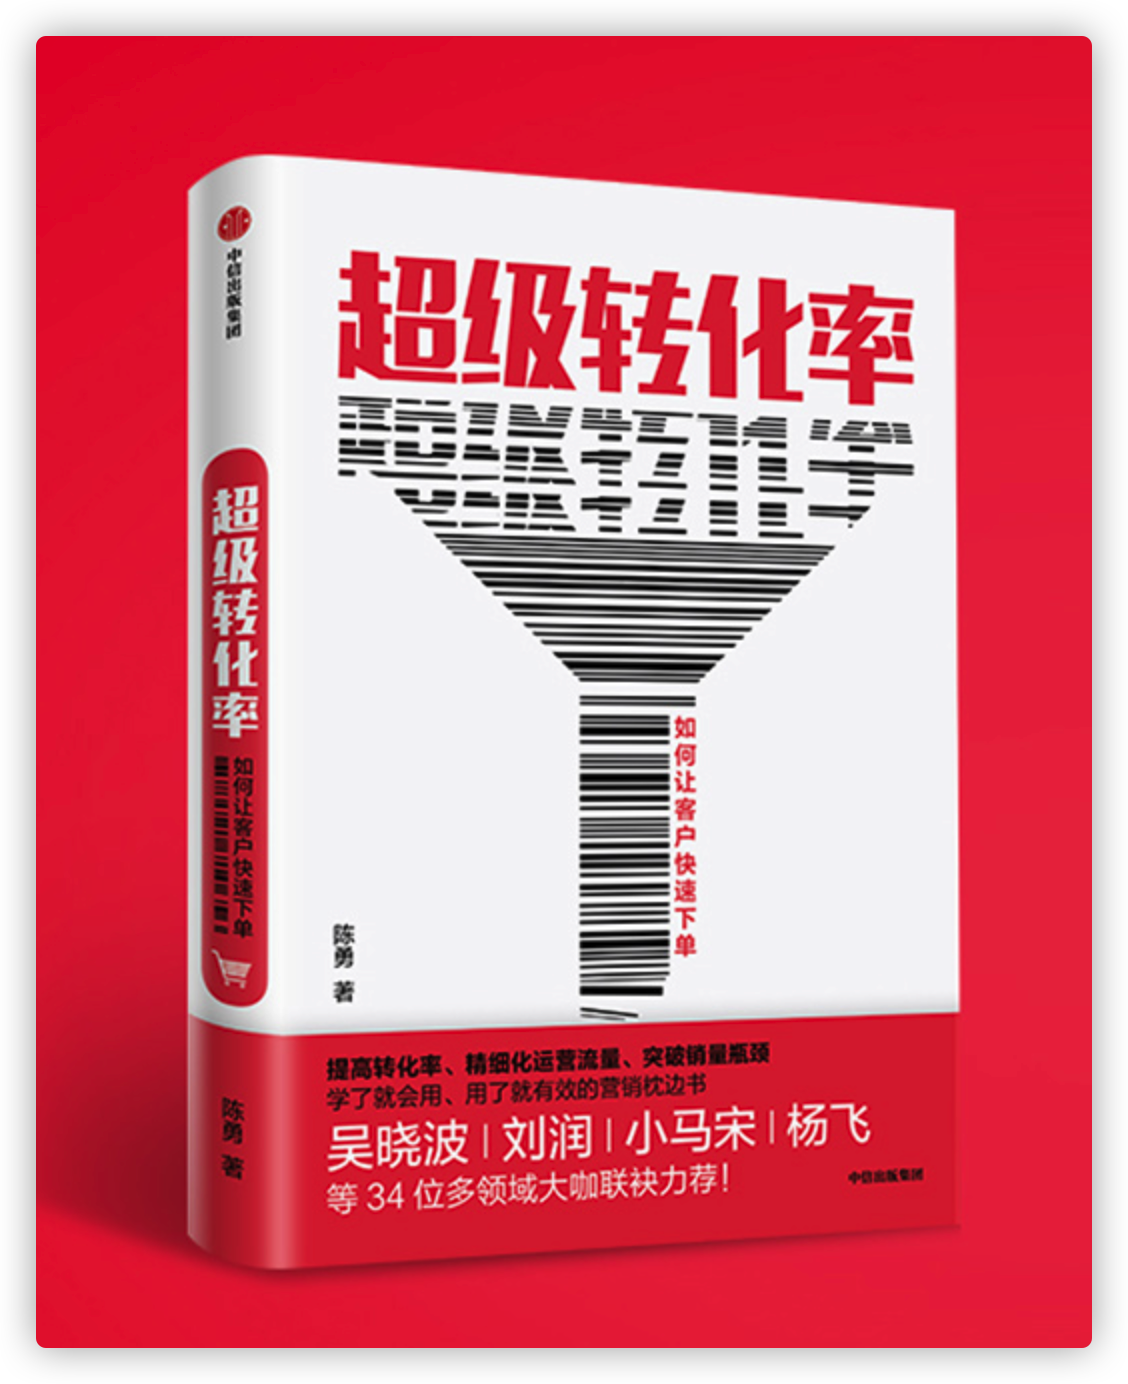 中信出版集团
超级转化率
如何让客户快速下单
陈勇 著
超级转化率
如何让客户快速下单
陈勇 著
提高转化率、精细化运营流量、突破销量瓶颈
学了就会用、用了就有效的营销枕边书
吴晓波 | 刘润 | 小马宋 | 杨飞
等 34 位多领域大咖联袂力荐!
中信出版集团